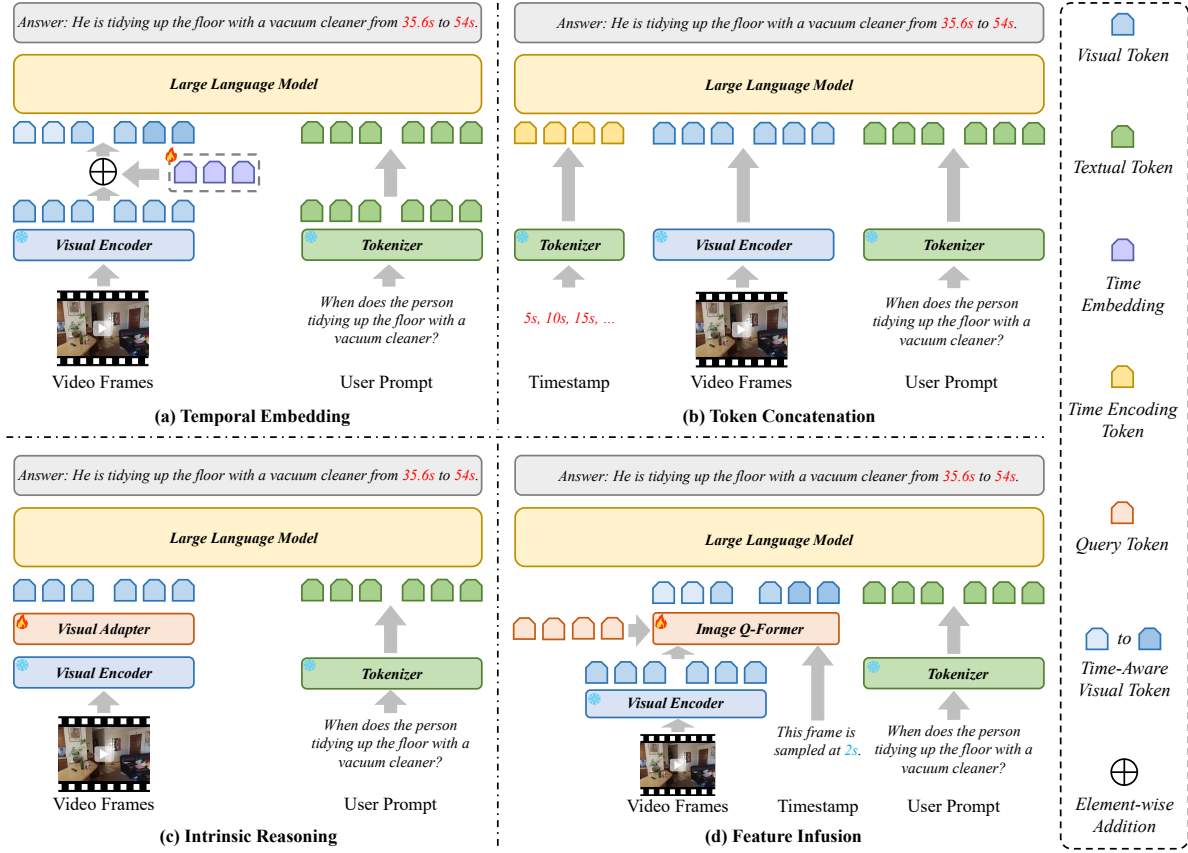 Answer: He is tidying up the floor with a vacuum cleaner from 35.6s to 54s.
Large Language Model
Visual Encoder
Tokenizer
When does the person
tidying up the floor with a
vacuum cleaner?
Video Frames
User Prompt
(a) Temporal Embedding
Answer: He is tidying up the floor with a vacuum cleaner from 35.6s to 54s.
Large Language Model
Tokenizer
Visual Encoder
Tokenizer
5s, 10s, 15s, ...
When does the person
tidying up the floor with a
vacuum cleaner?
Timestamp
Video Frames
User Prompt
(b) Token Concatenation
Answer: He is tidying up the floor with a vacuum cleaner from 35.6s to 54s.
Large Language Model
Visual Adapter
Visual Encoder
Tokenizer
When does the person
tidying up the floor with a
vacuum cleaner?
Video Frames
User Prompt
(c) Intrinsic Reasoning
Answer: He is tidying up the floor with a vacuum cleaner from 35.6s to 54s.
Large Language Model
Image Q-Former
Visual Encoder
Tokenizer
This frame is
sampled at 2s.
When does the person
tidying up the floor with a
vacuum cleaner?
Video Frames
Timestamp
User Prompt
(d) Feature Infusion
Visual Token
Textual Token
Time
Embedding
Time Encoding
Token
Query Token
to
Time-Aware
Visual Token
Element-wise
Addition